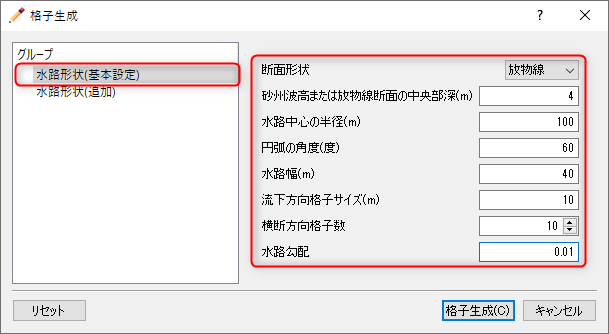 格子生成
グループ
水路形状(基本設定)
水路形状(追加)
断面形状 放物線
砂州波高または放物線断面の中央部深(m) 4
水路中心の半径(m) 100
円弧の角度(度) 60
水路幅(m) 40
流下方向格子サイズ(m) 10
横断方向格子数 10
水路勾配 0.01
リセット 格子生成(C) キャンセル